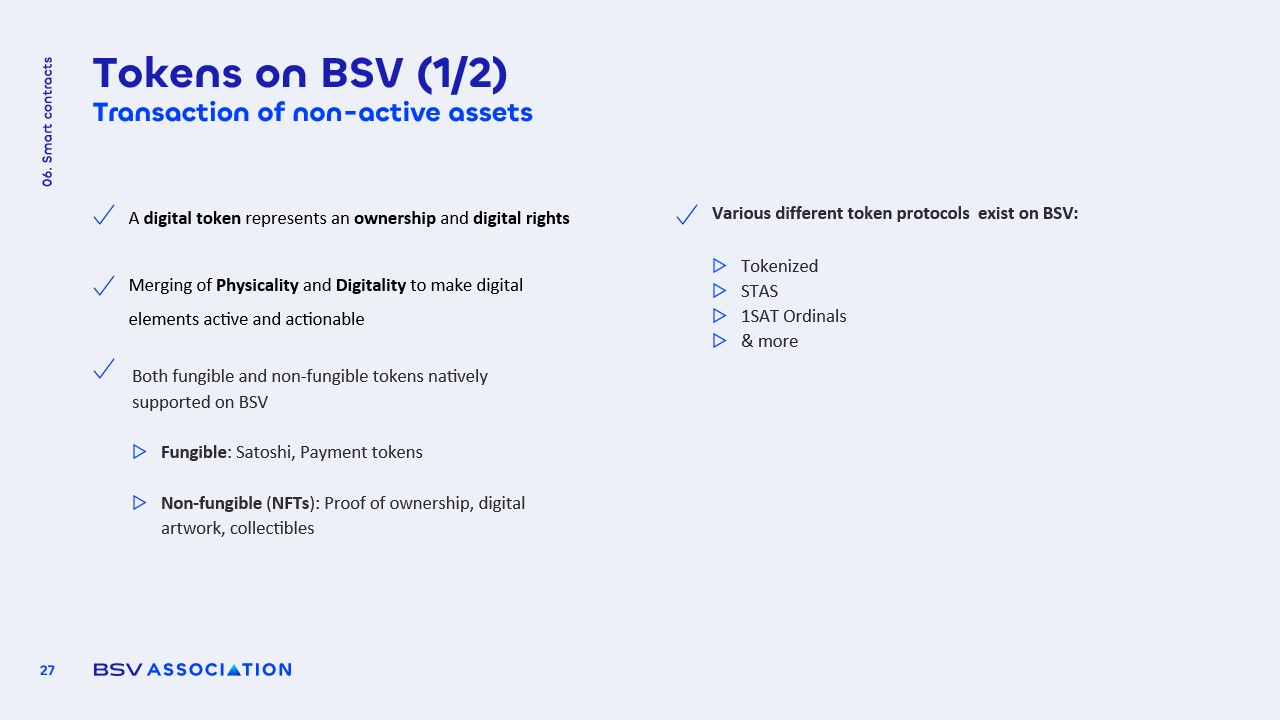 06. Smart contracts
Tokens on BSV (1/2)
Transaction of non-active assets
A digital token represents an ownership and digital rights
Merging of Physicality and Digitality to make digital
elements active and actionable
Both fungible and non-fungible tokens natively
supported on BSV
Fungible: Satoshi, Payment tokens
Non-fungible (NFTs): Proof of ownership, digital
artwork, collectibles
Various different token protocols  exist on BSV:
Tokenized
STAS
1SAT Ordinals
& more
27
BSV ASSOCIATION